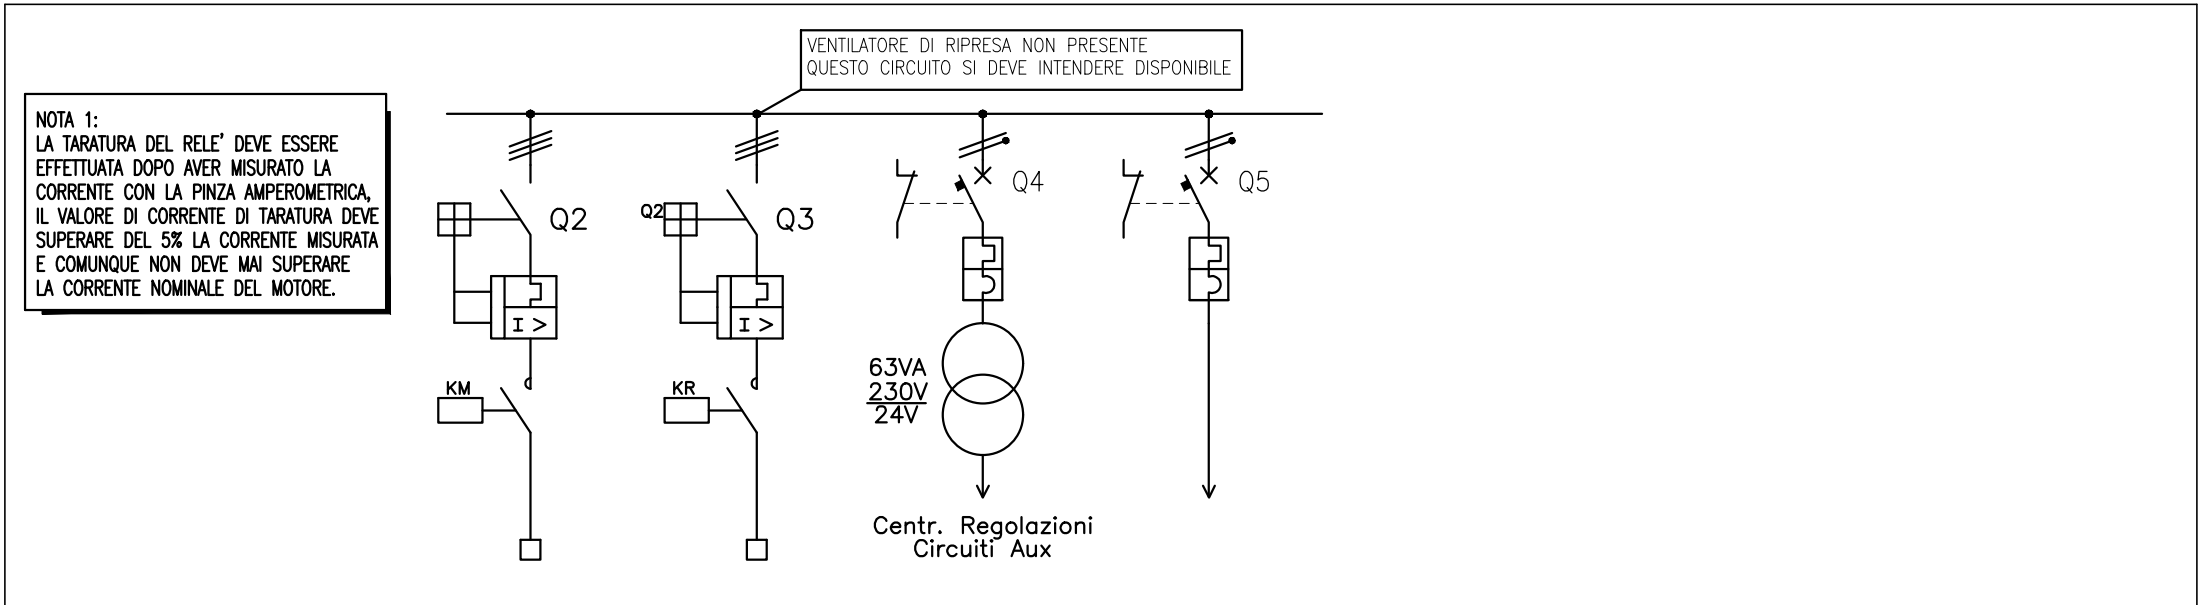 VENTILATORE DI RIPRESA NON PRESENTE
QUESTO CIRCUITO SI DEVE INTENDERE DISPONIBILE
NOTA 1:
LA TARATURA DEL RELE' DEVE ESSERE
EFFETTUATA DOPO AVER MISURATO LA
CORRENTE CON LA PINZA AMPEROMETRICA,
IL VALORE DI CORRENTE DI TARATURA DEVE
SUPERARE DEL 5% LA CORRENTE MISURATA
E COMUNQUE NON DEVE MAI SUPERARE
LA CORRENTE NOMINALE DEL MOTORE.
Q2
Q2
Q3
Q4
Q5
I >
I >
KM
KR
63VA
230V
24V
Centr. Regolazioni
Circuiti Aux